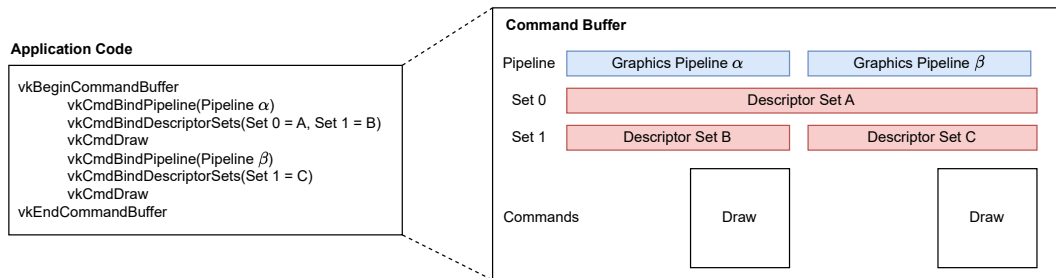 Application Code
vkBeginCommandBuffer
vkCmdBindPipeline(Pipeline α)
vkCmdBindDescriptorSets(Set 0 = A, Set 1 = B)
vkCmdDraw
vkCmdBindPipeline(Pipeline β)
vkCmdBindDescriptorSets(Set 1 = C)
vkCmdDraw
vkEndCommandBuffer
Command Buffer
Pipeline Graphics Pipeline α Graphics Pipeline β
Set 0 Descriptor Set A
Set 1 Descriptor Set B Descriptor Set C
Commands Draw Draw